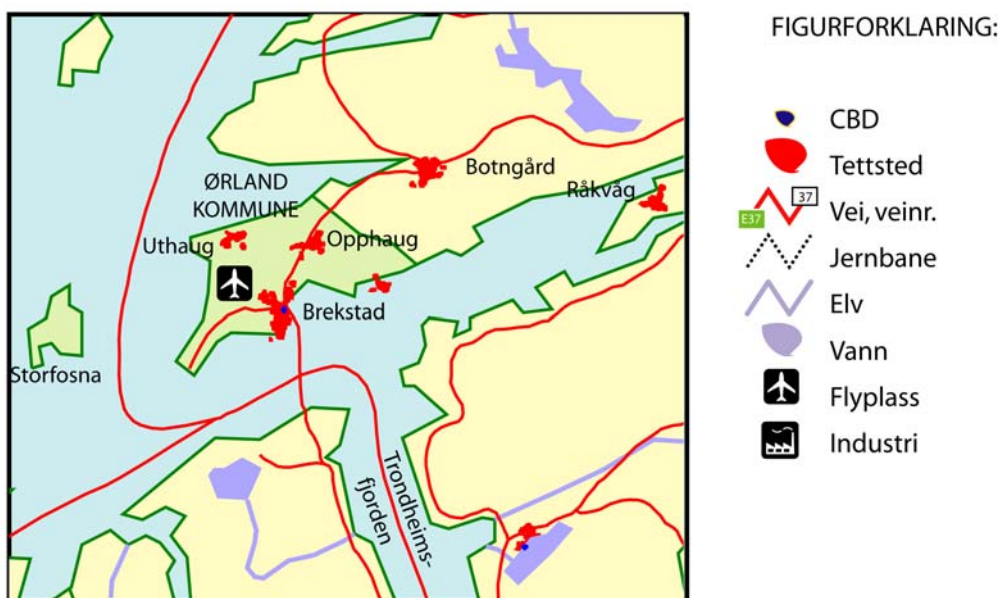 FIGURFORKLARING:
CBD
Tettsted
37
E37
Vei, veinr.
Jernbane
Elv
Vann
Flyplass
Industri
Botngård
Råkvåg
ØRLAND
KOMMUNE
Uthaug
Opphaug
Brekstad
Storfosna
Trondheims-
fjorden